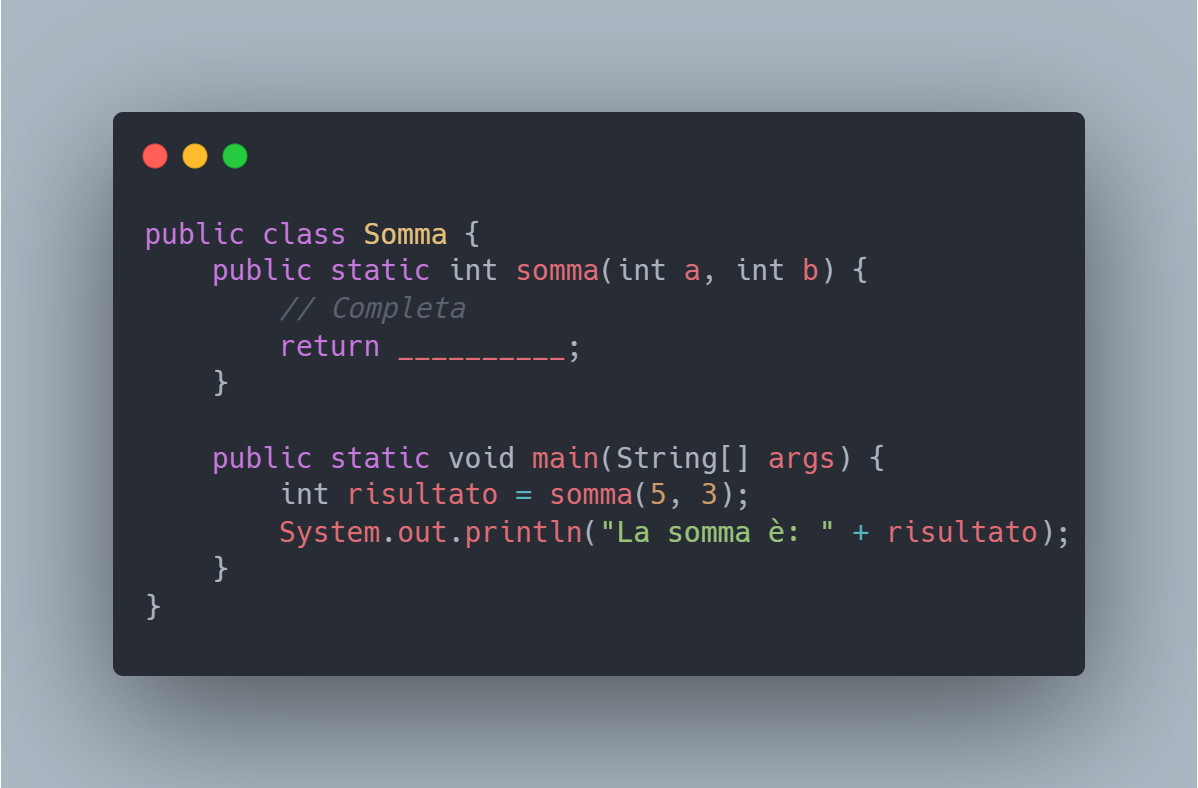 public class Somma {
    public static int somma(int a, int b) {
        // Completa
        return __________;
    }

    public static void main(String[] args) {
        int risultato = somma(5, 3);
        System.out.println("La somma è: " + risultato);
    }
}